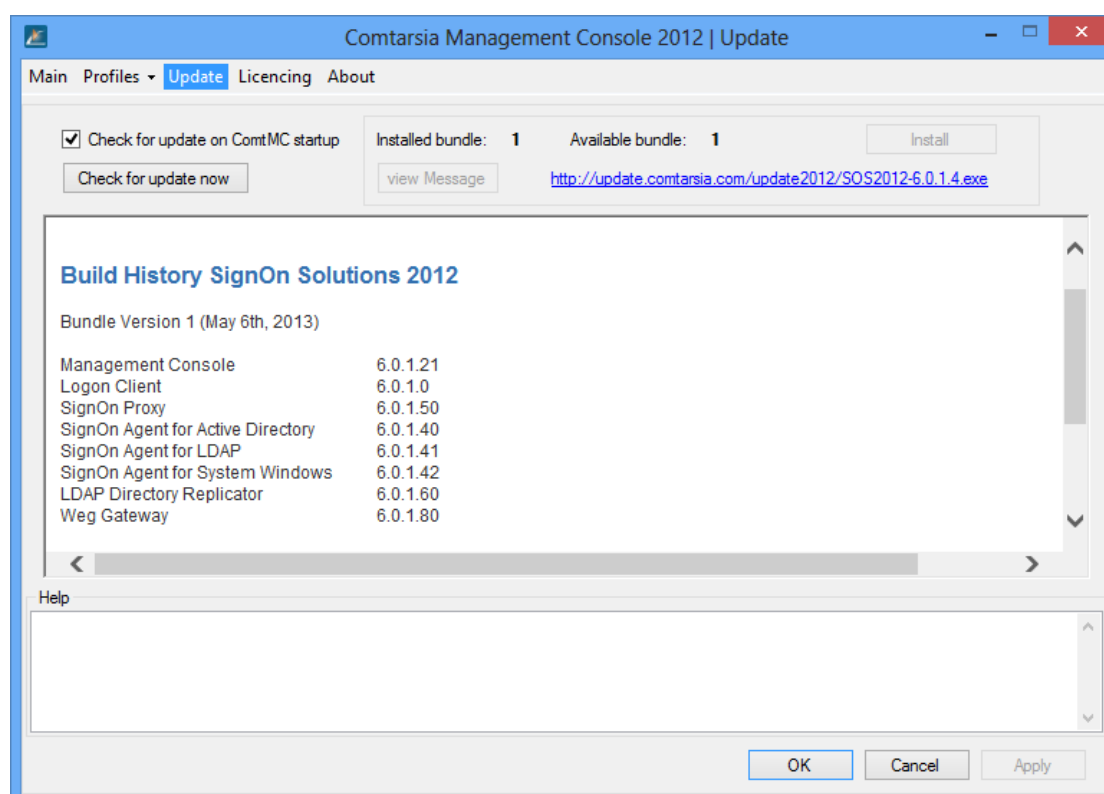 Comtarsia Management Console 2012 | Update
Main Profiles Update Licencing About
Check for update on ComtMC startup Installed bundle: 1 Available bundle: 1 Install
Check for update now view Message http://update.comtarsia.com/update2012/SOS2012-6.0.1.4.exe
Build History SignOn Solutions 2012
Bundle Version 1 (May 6th, 2013)
Management Console 6.0.1.21
Logon Client 6.0.1.0
SignOn Proxy 6.0.1.50
SignOn Agent for Active Directory 6.0.1.40
SignOn Agent for LDAP 6.0.1.41
SignOn Agent for System Windows 6.0.1.42
LDAP Directory Replicator 6.0.1.60
Weg Gateway 6.0.1.80
Help
OK Cancel Apply